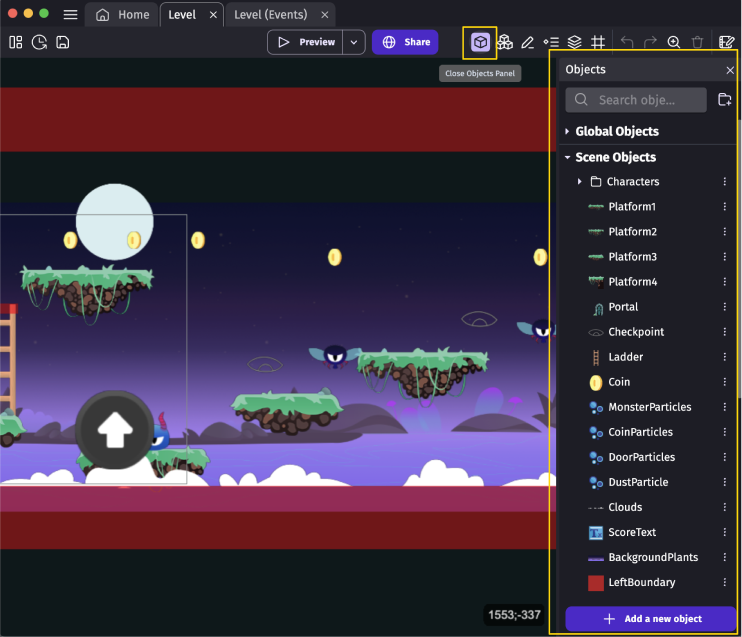 Home
Level
Level (Events)
Preview
Share
Close Objects Panel
Objects
Search obje...
Global Objects
Scene Objects
Characters
Platform1
Platform2
Platform3
Platform4
Portal
Checkpoint
Ladder
Coin
MonsterParticles
CoinParticles
DoorParticles
DustParticle
Clouds
ScoreText
BackgroundPlants
LeftBoundary
1553;-337
Add a new object